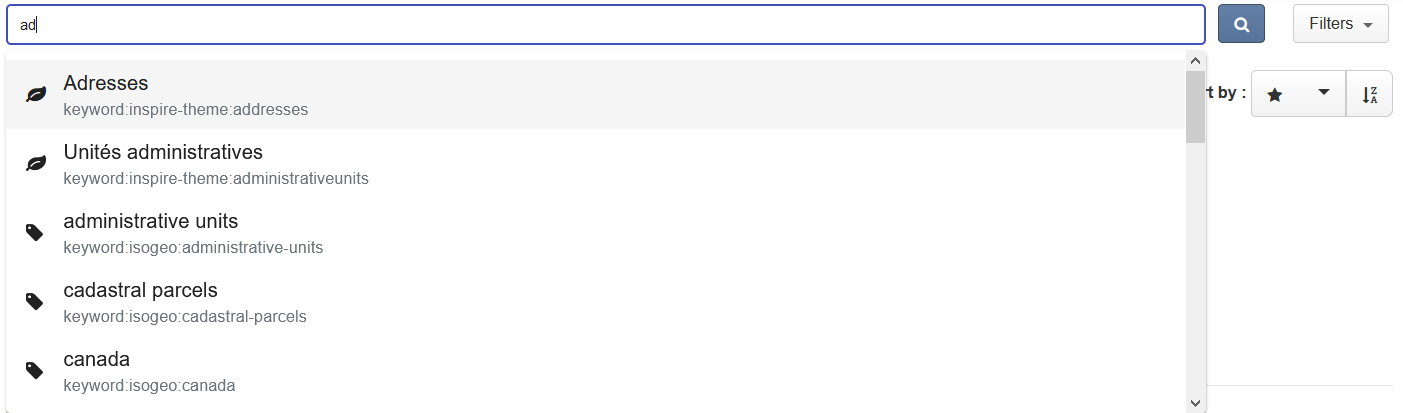 ad
Filters
Adresses
keyword:inspire-theme:addresses
t by :
Unités administratives
keyword:inspire-theme:administrativeunits
administrative units
keyword:isogeo:administrative-units
cadastral parcels
keyword:isogeo:cadastral-parcels
canada
keyword:isogeo:canada